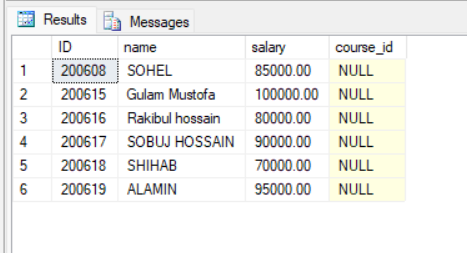 Results Messages
ID name salary course_id
1 200608 SOHEL 85000.00 NULL
2 200615 Gulam Mustofa 100000.00 NULL
3 200616 Rakibul hossain 80000.00 NULL
4 200617 SOBUJ HOSSAIN 90000.00 NULL
5 200618 SHIHAB 70000.00 NULL
6 200619 ALAMIN 95000.00 NULL